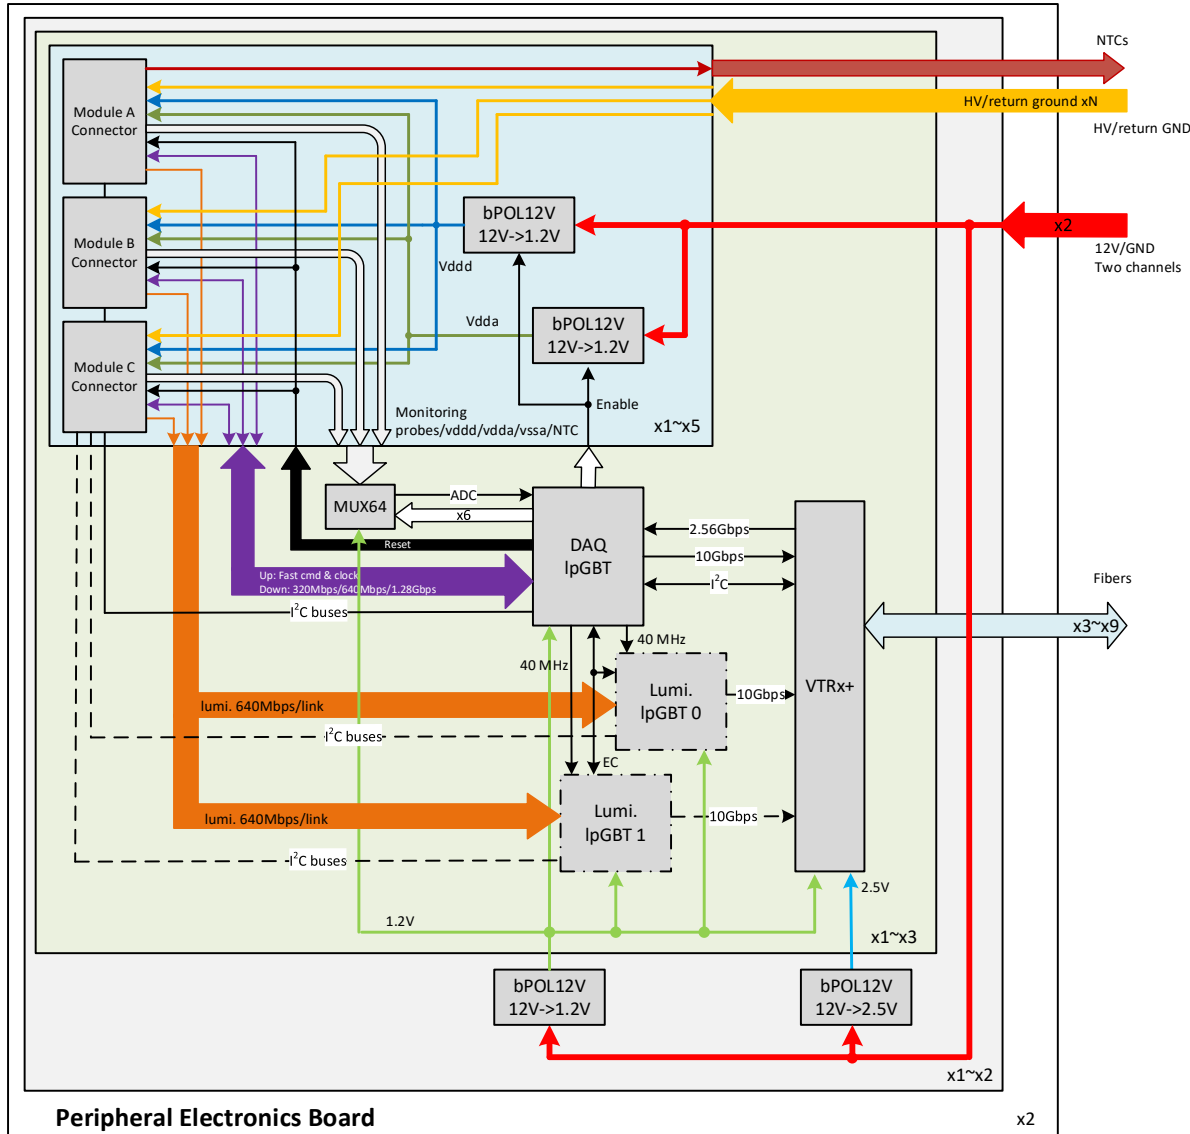 NTCs
HV/return ground xN
HV/return GND
Module A
Connector
bPOL12V
12V->1.2V
x2
12V/GND
Two channels
Module B
Connector
Vddd
Vdda
bPOL12V
12V->1.2V
Module C
Connector
Enable
Monitoring
probes/vddd/vdda/vssa/NTC
x1~x5
MUX64
ADC
x6
Reset
DAQ
lpGBT
2.56Gbps
10Gbps
I²C
Up: Fast cmd & clock
Down: 320Mbps/640Mbps/1.28Gbps
I²C buses
Fibers
x3~x9
40 MHz
40 MHz
VTRx+
Lumi.
lpGBT 0
10Gbps
lumi. 640Mbps/link
I²C buses
EC
Lumi.
lpGBT 1
10Gbps
lumi. 640Mbps/link
I²C buses
2.5V
1.2V
x1~x3
bPOL12V
12V->1.2V
bPOL12V
12V->2.5V
x1~x2
Peripheral Electronics Board
x2